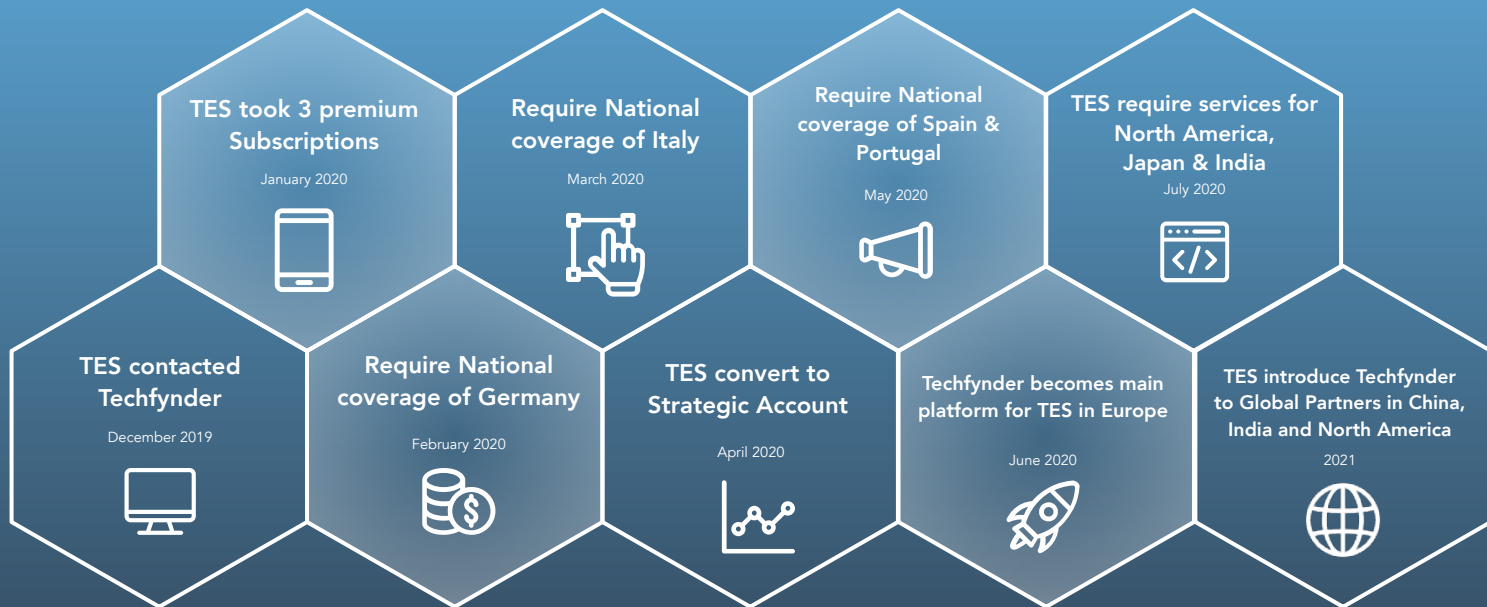 TES took 3 premium
Subscriptions
January 2020
Require National
coverage of Italy
March 2020
Require National
coverage of Spain &
Portugal
May 2020
TES require services for
North America,
Japan & India
July 2020
TES contacted
Techfynder
December 2019
Require National
coverage of Germany
February 2020
$
TES convert to
Strategic Account
April 2020
Techfynder becomes main
platform for TES in Europe
June 2020
TES introduce Techfynder
to Global Partners in China,
India and North America
2021